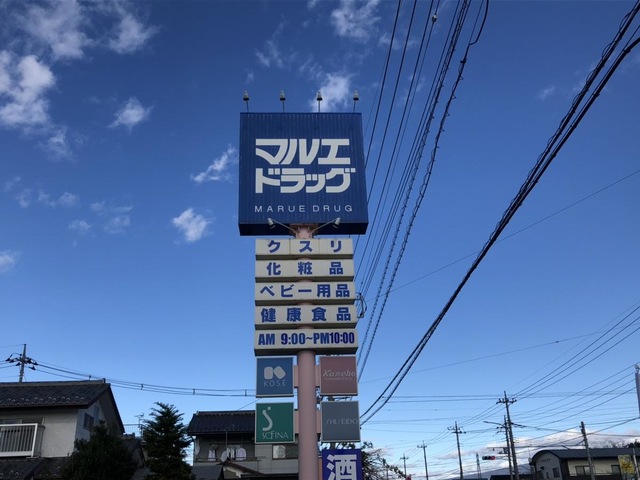 マルエ
ドラッグ
MARUE DRUG
クスリ
化粧品
ベビー用品
健康食品
AM 9:00~PM10:00
KOSÉ
Kanebo
SOFINA
SHISEIDO
酒